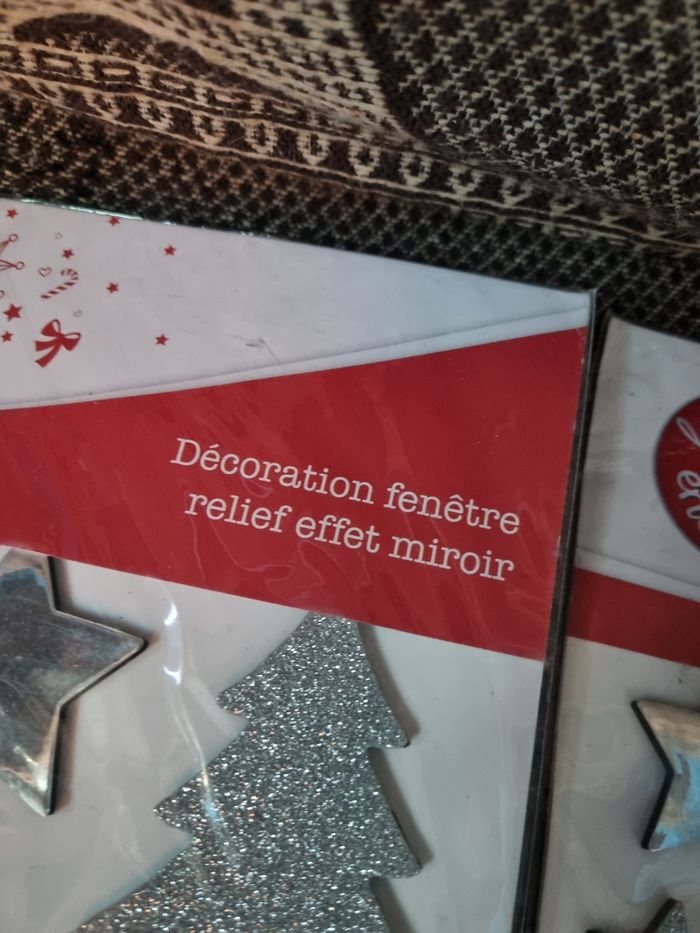 Décoration fenêtre
relief effet miroir